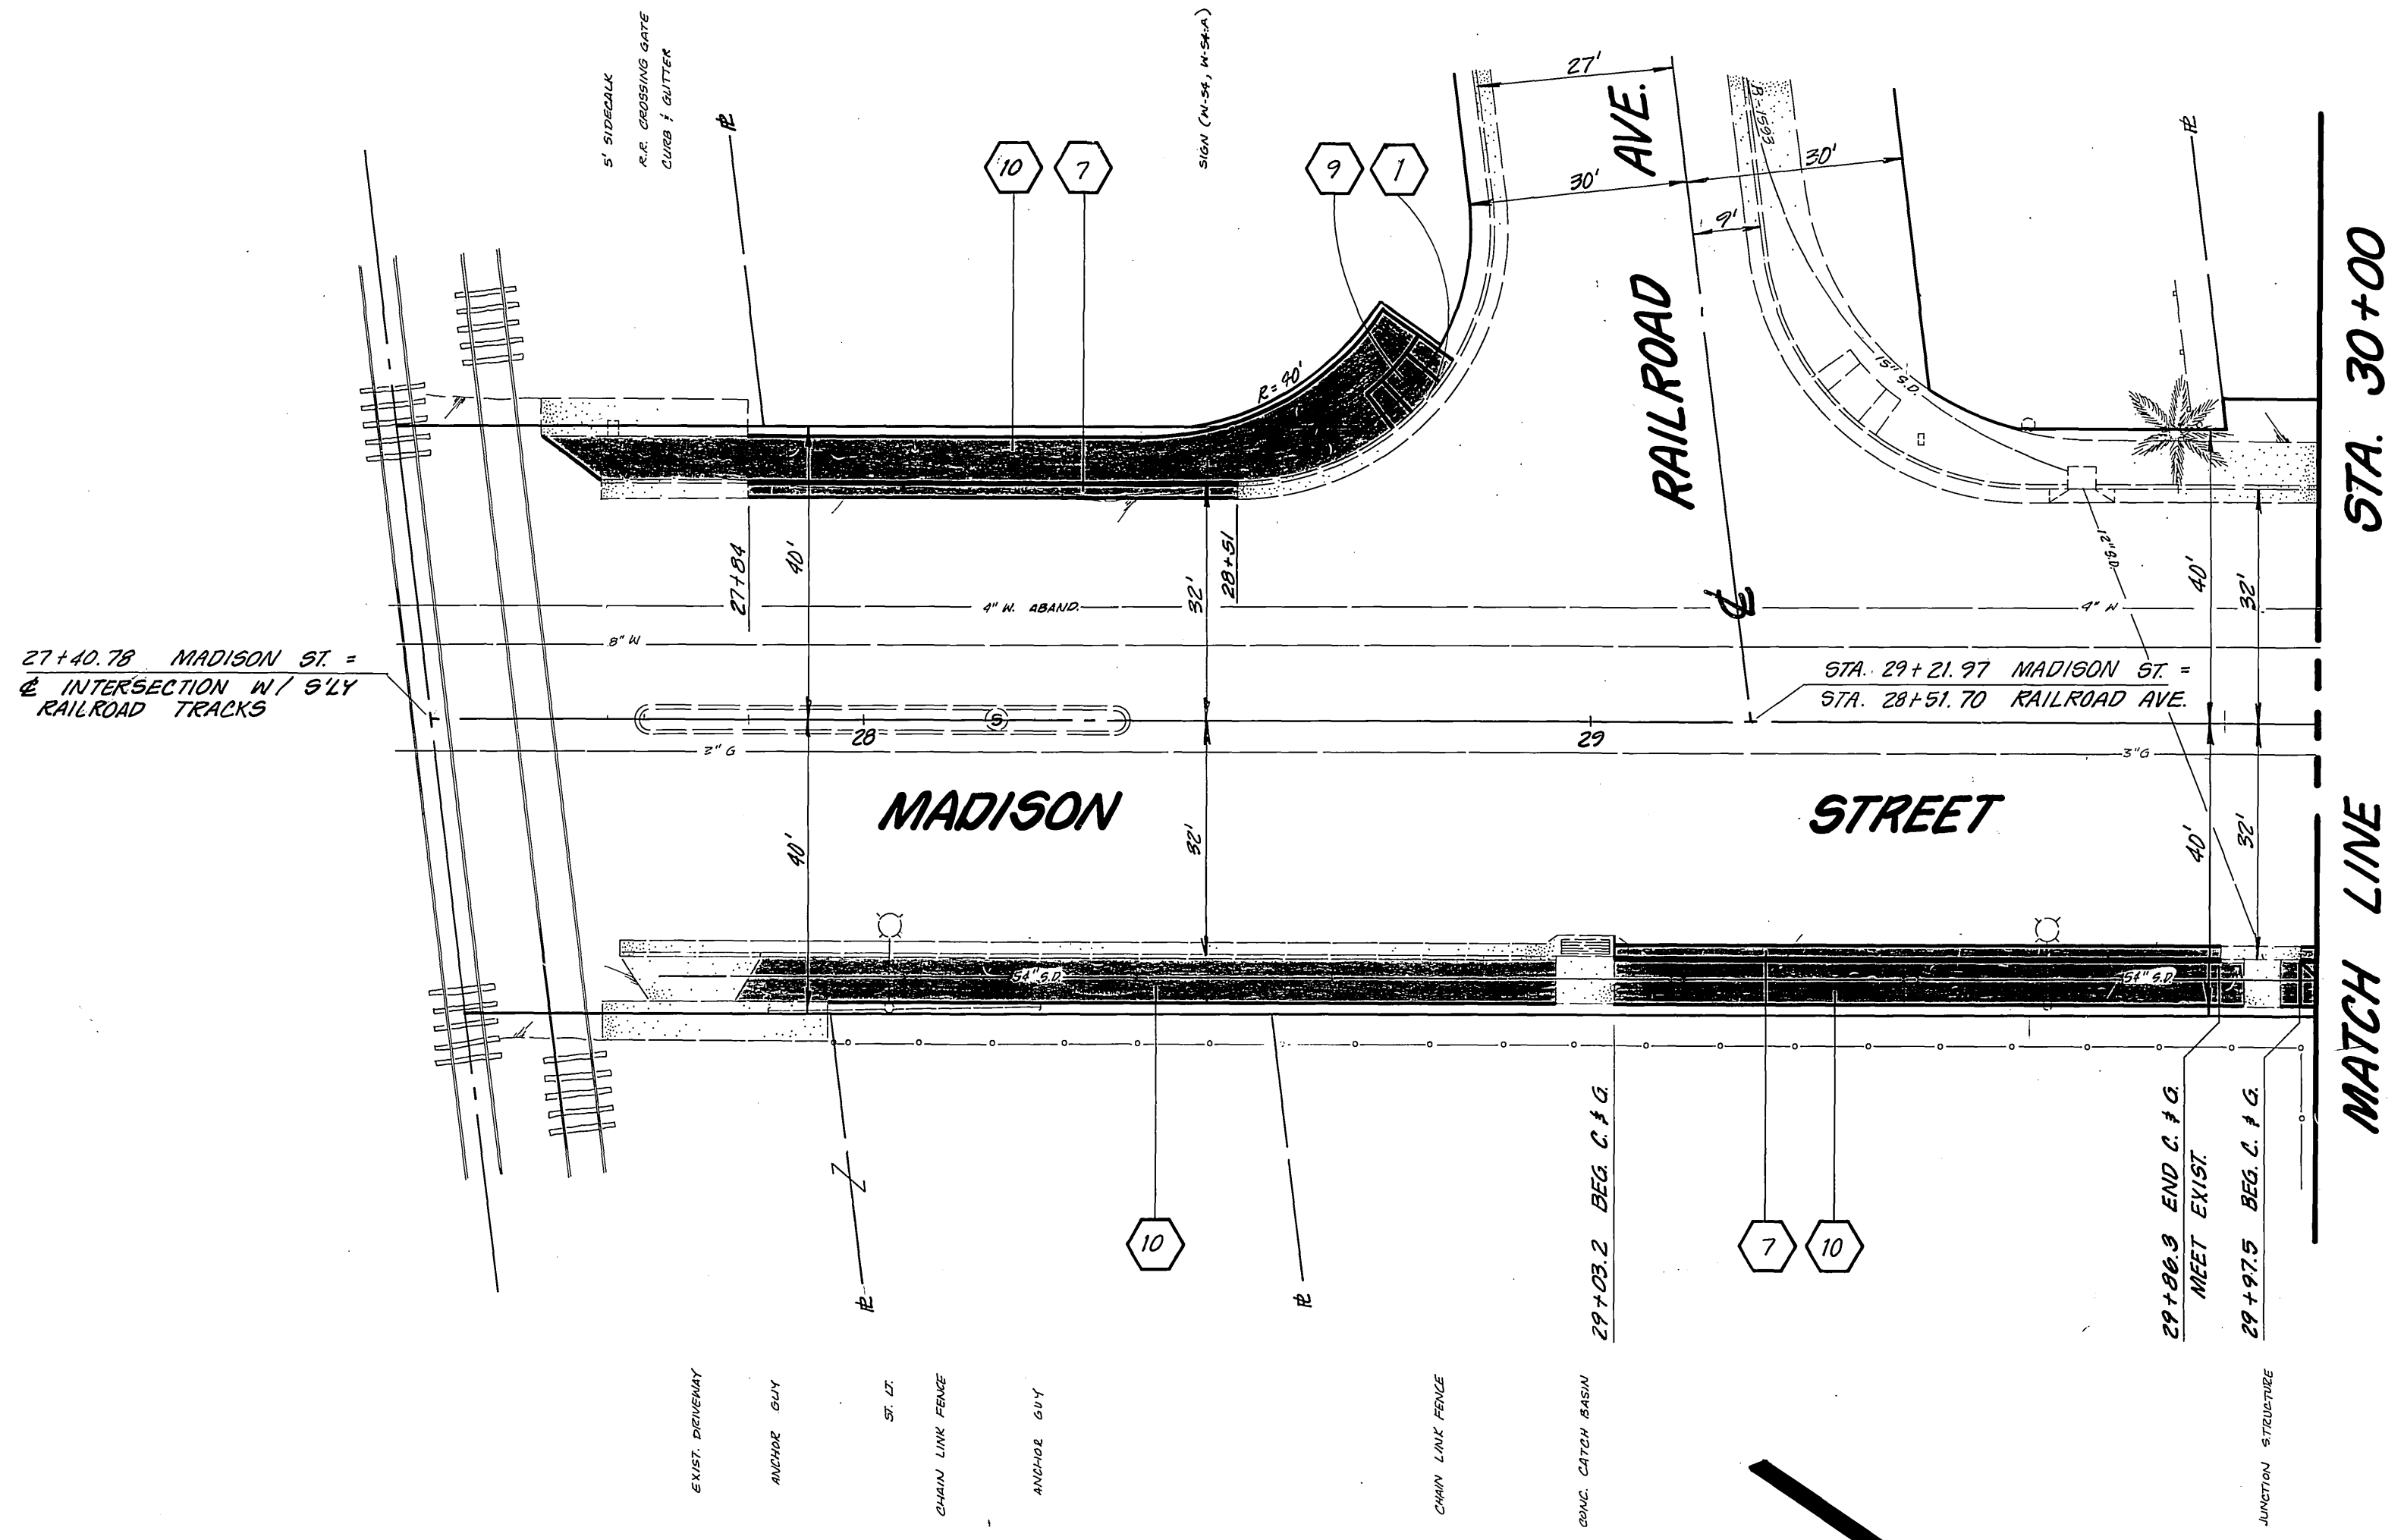 5' SIDECALK
R.R. CROSSING GATE
CURB & GUTTER
SIGN (W-54, W-54A)
27'
AVE.
30'
30'
9'
R-1593
℄
RAILROAD
10
7
9
1
℄
℄
R=40'
15" S.D.
STA. 30+00
27+84
40'
32'
28+51
12" S.D.
40'
32'
4" W. ABAND.
4" W
8" W
27+40.78 MADISON ST. =
℄ INTERSECTION W/ S'LY
RAILROAD TRACKS
STA. 29+21.97 MADISON ST. =
STA. 28+51.70 RAILROAD AVE.
S
28
29
2" G
3" G
MADISON STREET
40'
32'
40'
32'
MATCH LINE
54" S.D.
54" S.D.
10
7
10
29+03.2 BEG. C. & G.
29+86.3 END C. & G.
MEET EXIST.
29+97.5 BEG. C. & G.
EXIST. DRIVEWAY
ANCHOR GUY
ST. LT.
CHAIN LINK FENCE
ANCHOR GUY
CHAIN LINK FENCE
CONC. CATCH BASIN
JUNCTION STRUCTURE